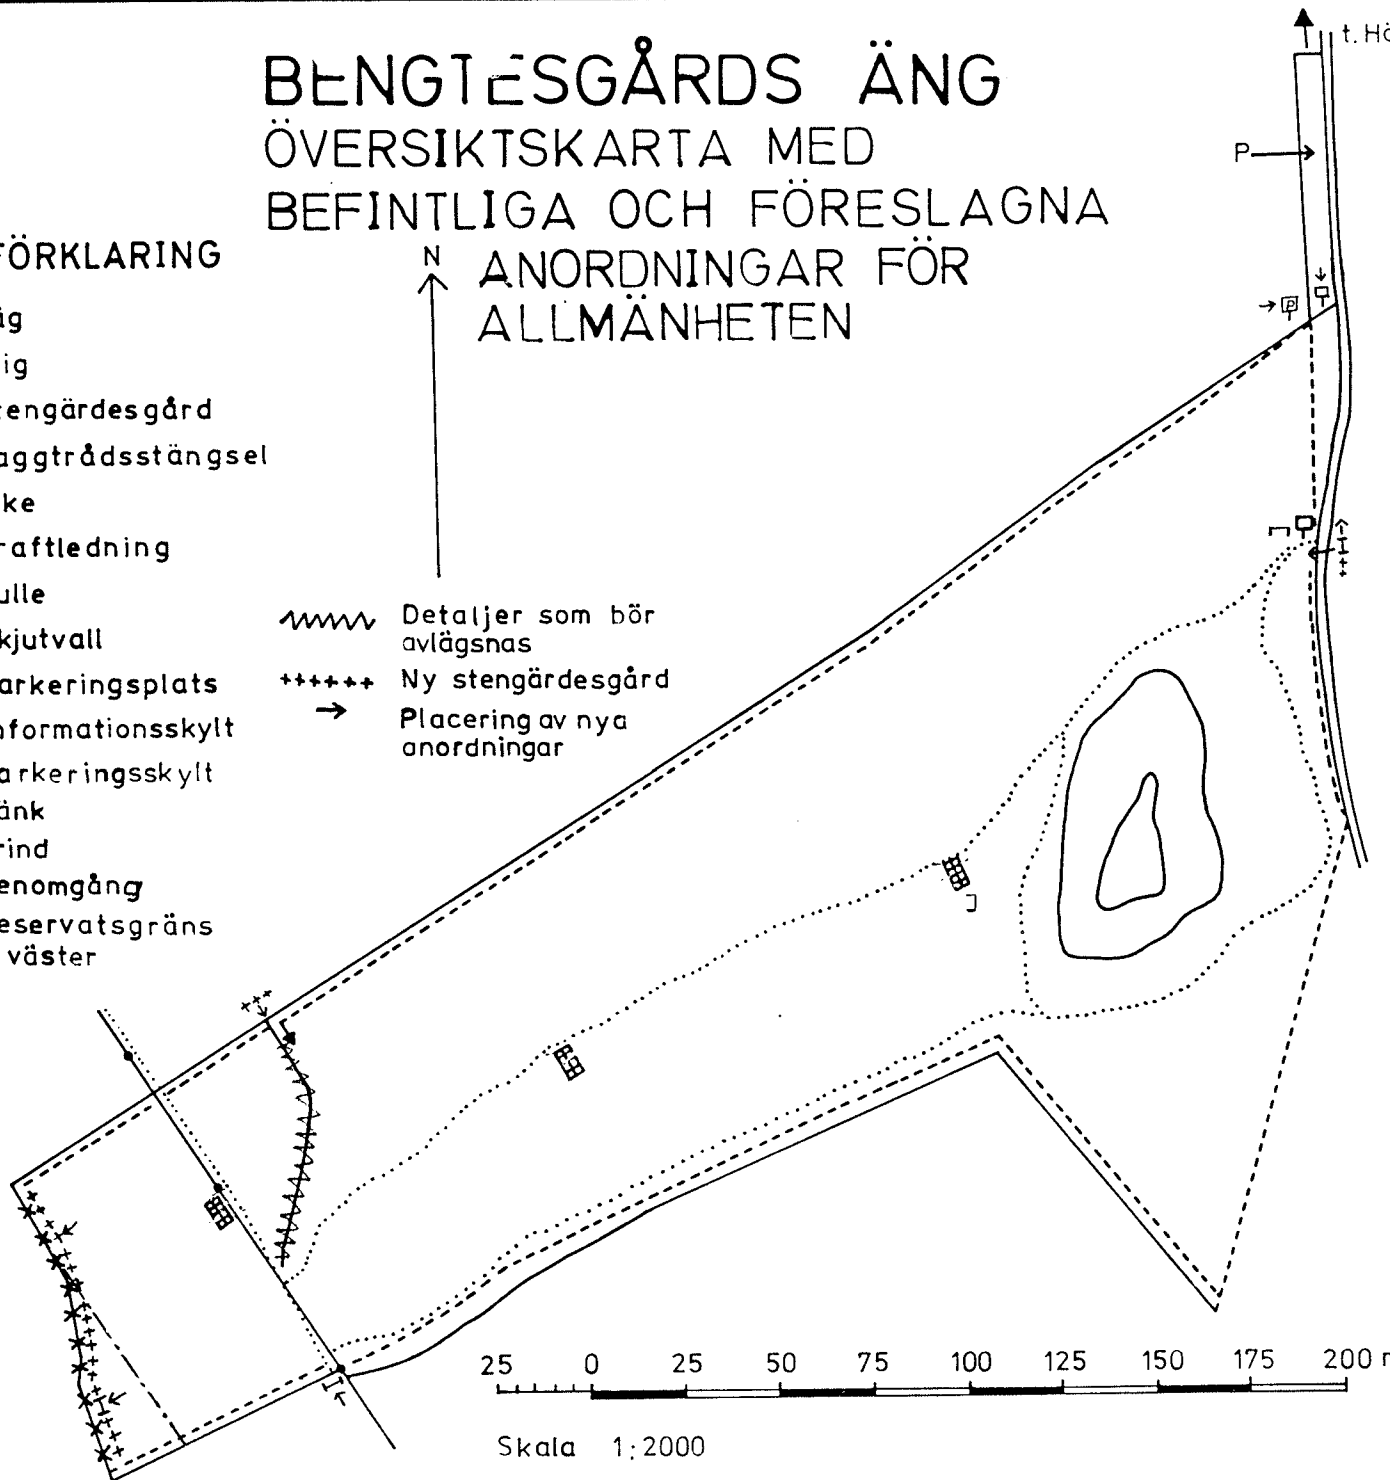 BENGTESGÅRDS ÄNG
ÖVERSIKTSKARTA MED
BEFINTLIGA OCH FÖRESLAGNA
ANORDNINGAR FÖR
ALLMÄNHETEN
t. Hö
P
P
N
FÖRKLARING
äg
ig
tengärdesgård
aggtrådsstängsel
ke
raftledning
ulle
kjutvall
arkeringsplats
nformationsskylt
arkeringsskylt
änk
rind
enomgång
eservatsgräns
väster
Detaljer som bör
avlägsnas
Ny stengärdesgård
Placering av nya
anordningar
25 0 25 50 75 100 125 150 175 200 m
Skala 1:2000